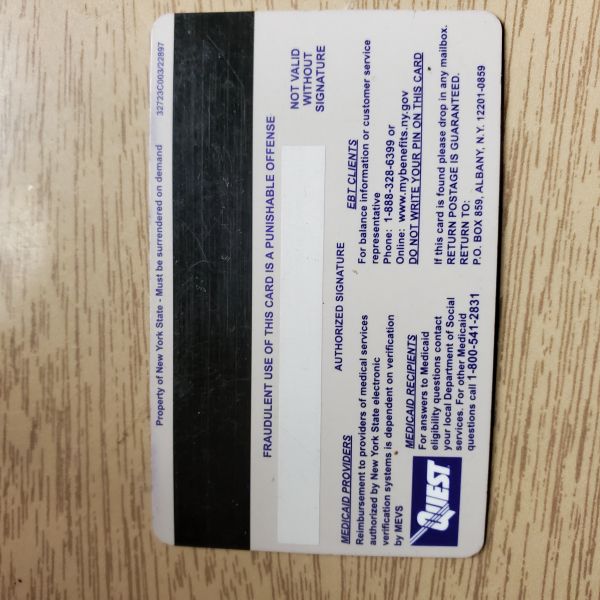 Property of New York State - Must be surrendered on demand 32723C003/22897
FRAUDULENT USE OF THIS CARD IS A PUNISHABLE OFFENSE
NOT VALID
WITHOUT
SIGNATURE
AUTHORIZED SIGNATURE
MEDICAID PROVIDERS
Reimbursement to providers of medical services
authorized by New York State electronic
verification systems is dependent on verification
by MEVS
MEDICAID RECIPIENTS
For answers to Medicaid
eligibility questions contact
your local Department of Social
services. For other Medicaid
questions call 1-800-541-2831
QUEST
EBT CLIENTS
For balance information or customer service
representative
Phone: 1-888-328-6399 or
Online: www.mybenefits.ny.gov
DO NOT WRITE YOUR PIN ON THIS CARD
If this card is found please drop in any mailbox.
RETURN POSTAGE IS GUARANTEED.
RETURN TO:
P.O. BOX 859, ALBANY, N.Y. 12201-0859